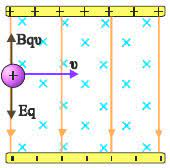 + + + + + + +
Bqυ
+
υ
Eq
- - - - - - -